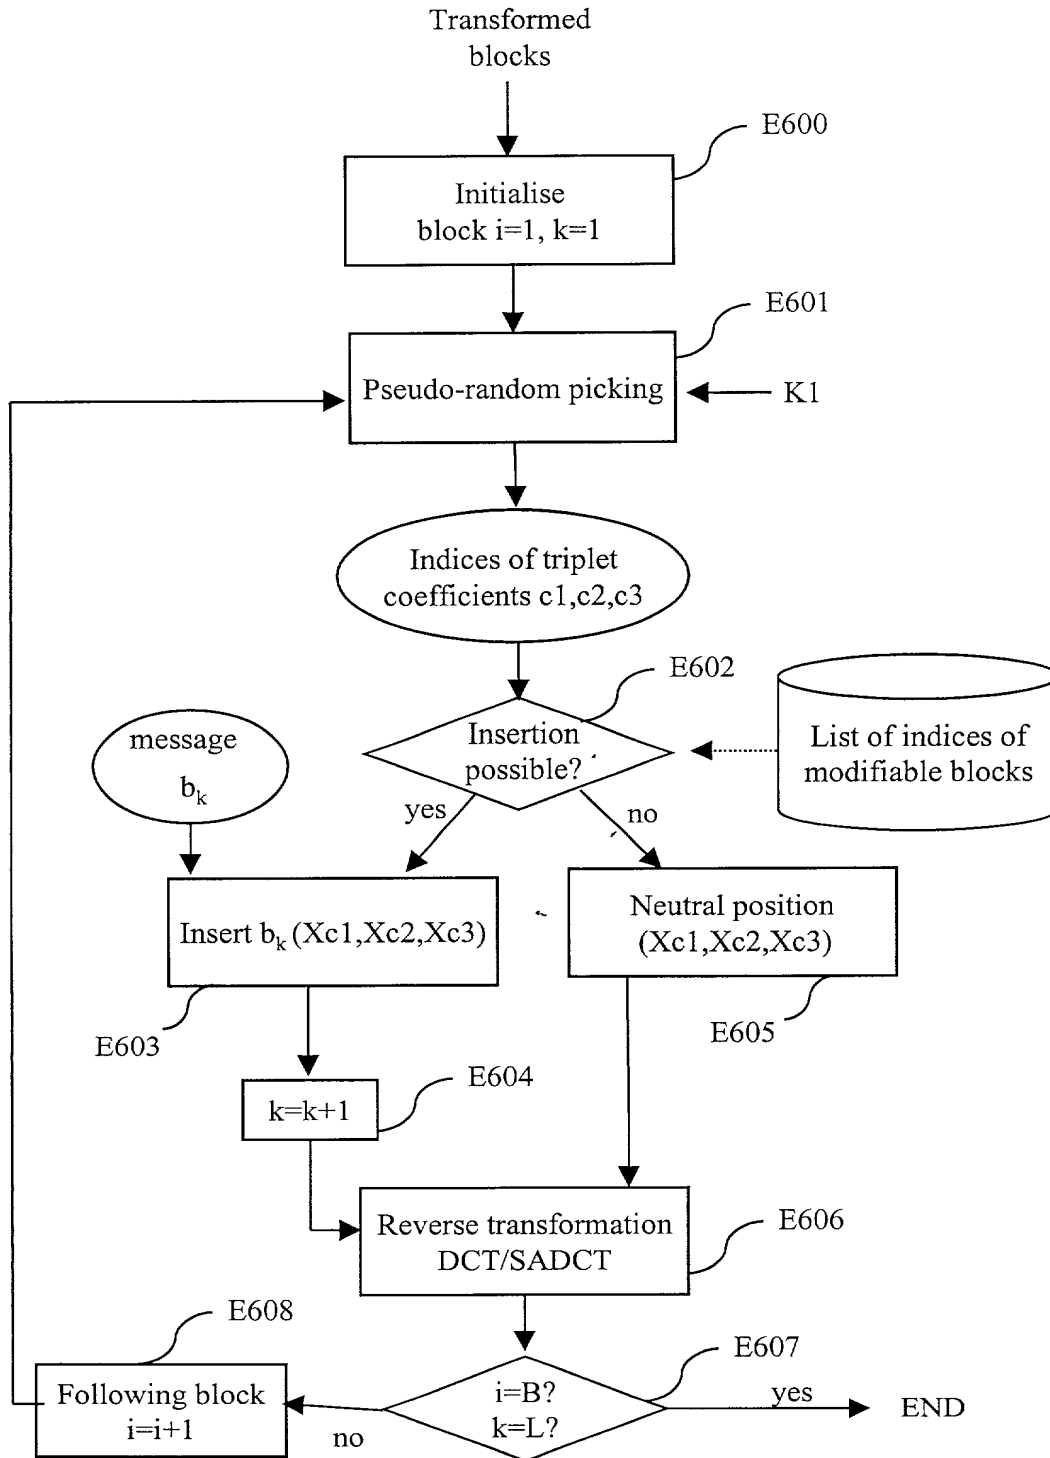 Transformed
blocks
E600
Initialise
block i=1, k=1
E601
Pseudo-random picking
K1
Indices of triplet
coefficients c1,c2,c3
E602
Insertion
possible?
List of indices of
modifiable blocks
message
b_k
yes
no
Insert b_k (Xc1,Xc2,Xc3)
Neutral position
(Xc1,Xc2,Xc3)
E603
E605
E604
k=k+1
Reverse transformation
DCT/SADCT
E606
E608
E607
Following block
i=i+1
i=B?
k=L?
no
yes
END